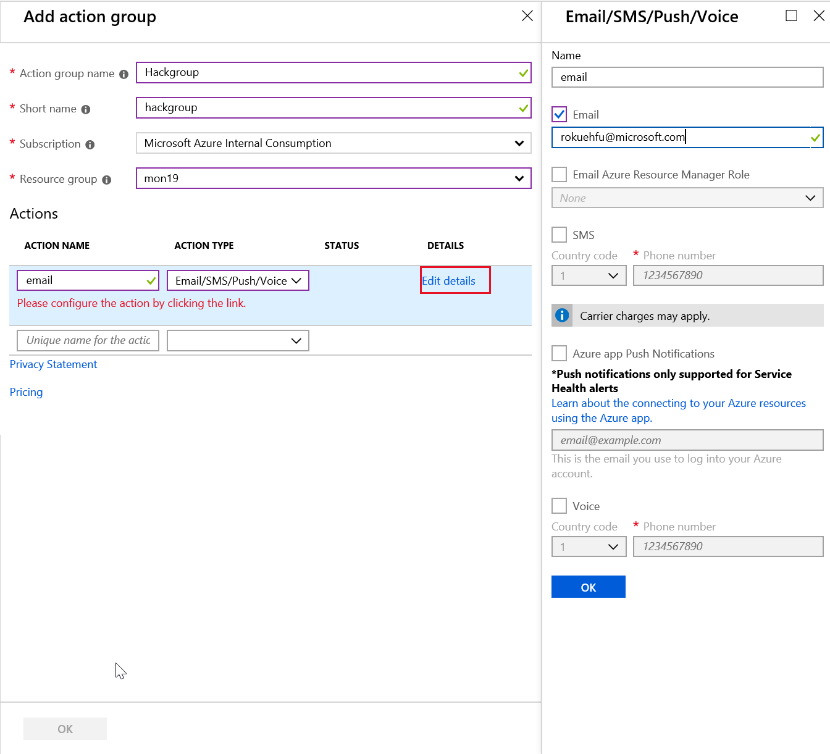 Add action group
* Action group name
Hackgroup
* Short name
hackgroup
* Subscription
Microsoft Azure Internal Consumption
* Resource group
mon19
Actions
ACTION NAME ACTION TYPE STATUS DETAILS
email Email/SMS/Push/Voice Edit details
Please configure the action by clicking the link.
Unique name for the actic
Privacy Statement
Pricing
OK
Email/SMS/Push/Voice
Name
email
Email
rokuehfu@microsoft.com
Email Azure Resource Manager Role
None
SMS
Country code * Phone number
1 1234567890
Carrier charges may apply.
Azure app Push Notifications
*Push notifications only supported for Service
Health alerts
Learn about the connecting to your Azure resources
using the Azure app.
email@example.com
This is the email you use to log into your Azure
account.
Voice
Country code * Phone number
1 1234567890
OK